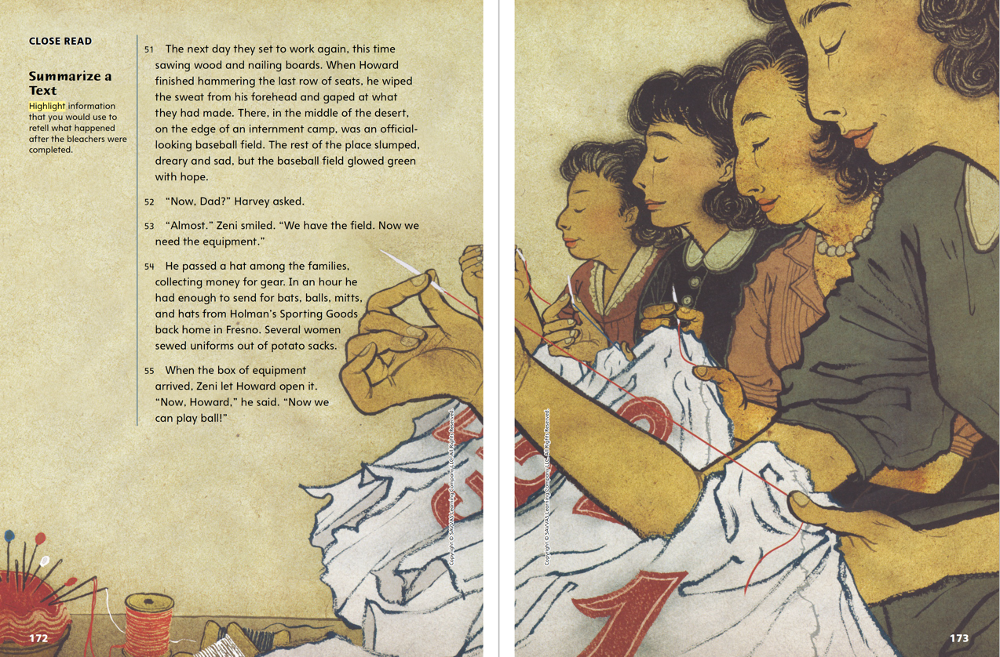 CLOSE READ
Summarize a
Text
Highlight information
that you would use to
retell what happened
after the bleachers were
completed.
51 The next day they set to work again, this time
sawing wood and nailing boards. When Howard
finished hammering the last row of seats, he wiped
the sweat from his forehead and gaped at what
they had made. There, in the middle of the desert,
on the edge of an internment camp, was an official-
looking baseball field. The rest of the place slumped,
dreary and sad, but the baseball field glowed green
with hope.
52 “Now, Dad?” Harvey asked.
53 “Almost.” Zeni smiled. “We have the field. Now we
need the equipment.”
54 He passed a hat among the families,
collecting money for gear. In an hour he
had enough to send for bats, balls, mitts,
and hats from Holman’s Sporting Goods
back home in Fresno. Several women
sewed uniforms out of potato sacks.
55 When the box of equipment
arrived, Zeni let Howard open it.
“Now, Howard,” he said. “Now we
can play ball!”
Copyright © SAVVAS Learning Company LLC. All Rights Reserved.
172
Copyright © SAVVAS Learning Company LLC. All Rights Reserved.
173